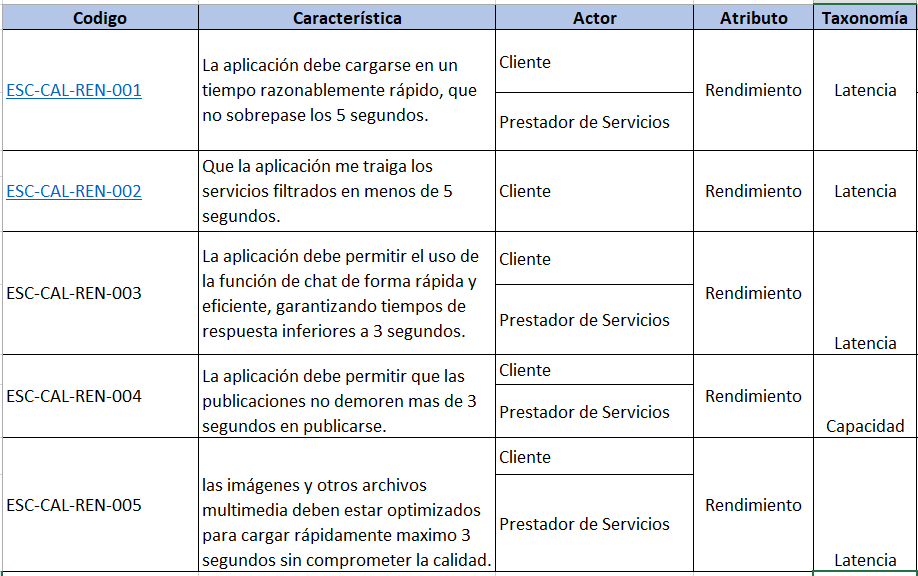 Codigo Característica Actor Atributo Taxonomía
ESC-CAL-REN-001
La aplicación debe cargarse en un
tiempo razonablemente rápido, que
no sobrepase los 5 segundos.
Cliente
Prestador de Servicios
Rendimiento
Latencia
ESC-CAL-REN-002
Que la aplicación me traiga los
servicios filtrados en menos de 5
segundos.
Cliente
Rendimiento
Latencia
ESC-CAL-REN-003
La aplicación debe permitir el uso de
la función de chat de forma rápida y
eficiente, garantizando tiempos de
respuesta inferiores a 3 segundos.
Cliente
Prestador de Servicios
Rendimiento
Latencia
ESC-CAL-REN-004
La aplicación debe permitir que las
publicaciones no demoren mas de 3
segundos en publicarse.
Cliente
Prestador de Servicios
Rendimiento
Capacidad
ESC-CAL-REN-005
las imágenes y otros archivos
multimedia deben estar optimizados
para cargar rápidamente maximo 3
segundos sin comprometer la calidad.
Cliente
Prestador de Servicios
Rendimiento
Latencia